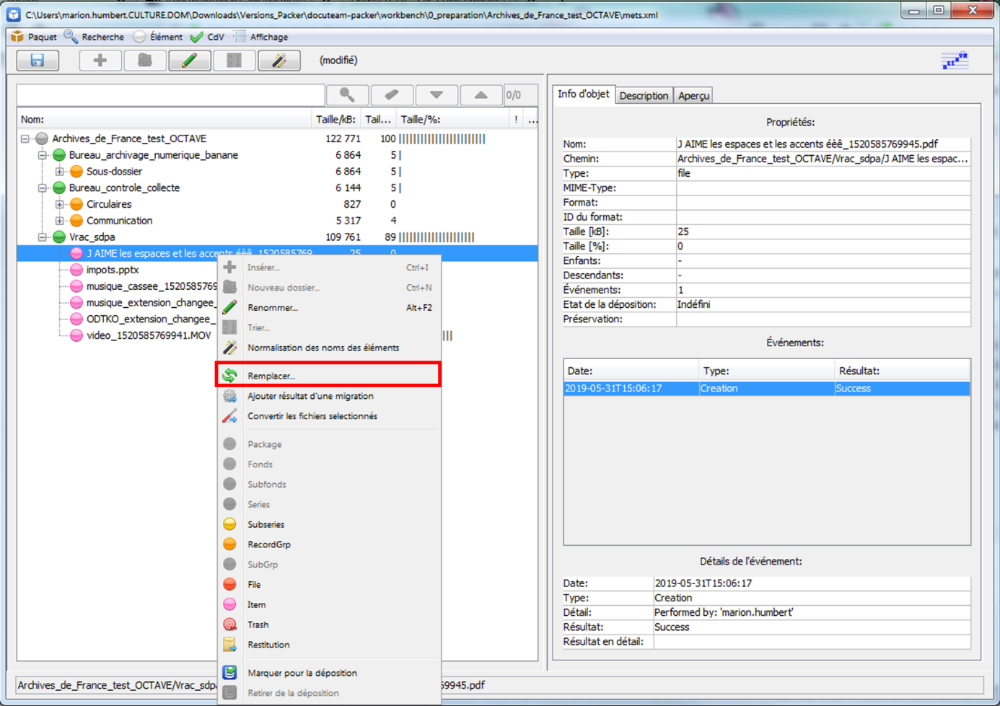 C:\Users\marion.humbert.CULTURE.DOM\Downloads\Versions_Packer\docuteam-packer\workbench\0_preparation\Archives_de_France_test_OCTAVE\mets.xml
Paquet Recherche Élément CdV Affichage
(modifié)
0/0
Nom: Taille/kB: Tail... Taille/%: ! ...
Archives_de_France_test_OCTAVE 122 771 100
Bureau_archivage_numerique_banane 6 864 5
Sous-dossier 6 864 5
Bureau_controle_collecte 6 144 5
Circulaires 827 0
Communication 5 317 4
Vrac_sdpa 109 761 89
J AIME les espaces et les accents éèê_1520585769 25 0
impots.pptx
musique_cassee_1520585769
musique_extension_changee_
ODTKO_extension_changee_
video_1520585769941.MOV
Insérer... Ctrl+I
Nouveau dossier... Ctrl+N
Renommer... Alt+F2
Trier...
Normalisation des noms des éléments
Remplacer...
Ajouter résultat d'une migration
Convertir les fichiers selectionnés
Package
Fonds
Subfonds
Series
Subseries
RecordGrp
SubGrp
File
Item
Trash
Restitution
Marquer pour la déposition
Retirer de la déposition
Archives_de_France_test_OCTAVE/Vrac_sdpa 69945.pdf
Info d'objet Description Aperçu
Propriétés:
Nom: J AIME les espaces et les accents éèê_1520585769945.pdf
Chemin: Archives_de_France_test_OCTAVE/Vrac_sdpa/J AIME les espac...
Type: file
MIME-Type:
Format:
ID du format:
Taille [kB]: 25
Taille [%]: 0
Enfants: -
Descendants: -
Événements: 1
Etat de la déposition: Indéfini
Préservation:
Événements:
Date: Type: Résultat:
2019-05-31T15:06:17 Creation Success
Détails de l'événement:
Date: 2019-05-31T15:06:17
Type: Creation
Détail: Performed by: 'marion.humbert'
Résultat: Success
Résultat en détail: